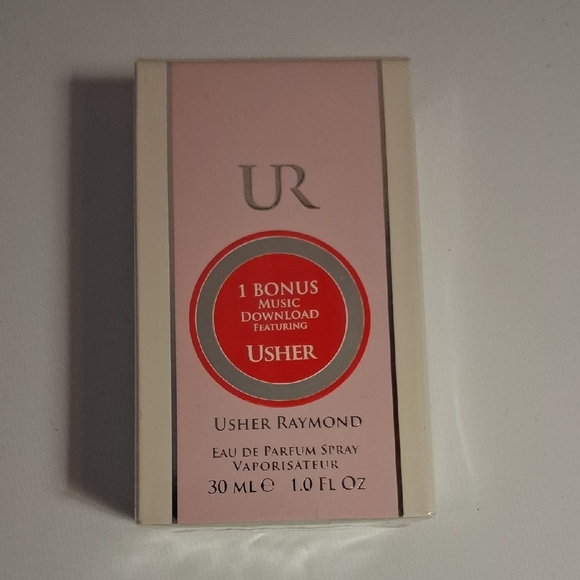 UR
1 BONUS
MUSIC
DOWNLOAD
FEATURING
USHER
USHER RAYMOND
EAU DE PARFUM SPRAY
VAPORISATEUR
30 ML ℮ 1.0 FL OZ